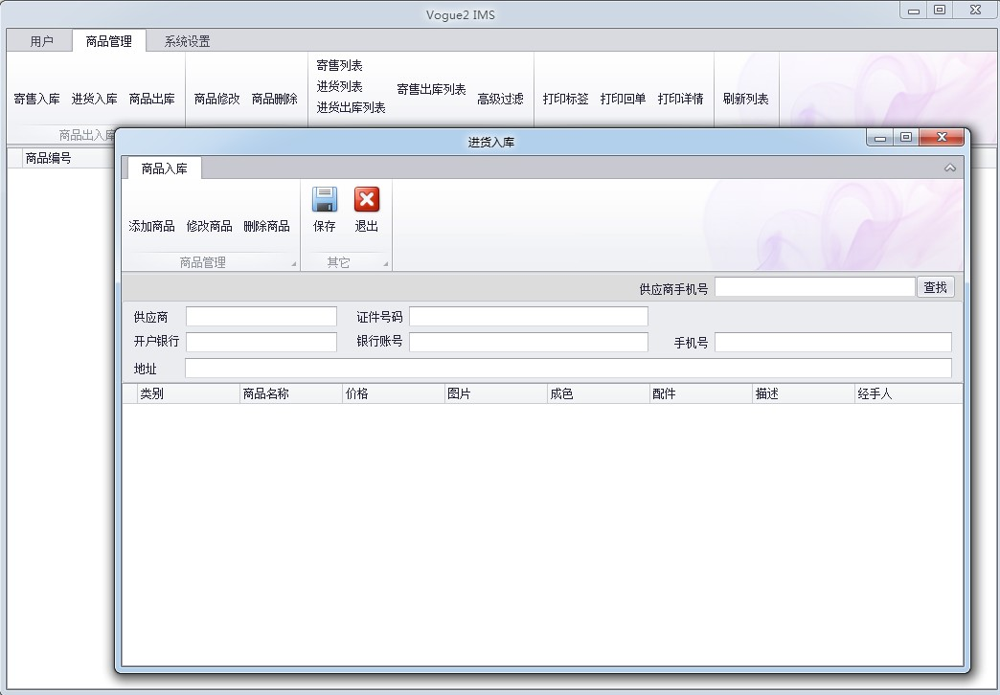 Vogue2 IMS
用户 商品管理 系统设置
寄售入库 进货入库 商品出库 商品修改 商品删除
寄售列表
进货列表
进货出库列表
寄售出库列表 高级过滤 打印标签 打印回单 打印详情 刷新列表
商品出入库
商品编号
进货入库
商品入库
添加商品 修改商品 删除商品 保存 退出
商品管理 其它
供应商手机号 查找
供应商 证件号码
开户银行 银行账号 手机号
地址
类别 商品名称 价格 图片 成色 配件 描述 经手人